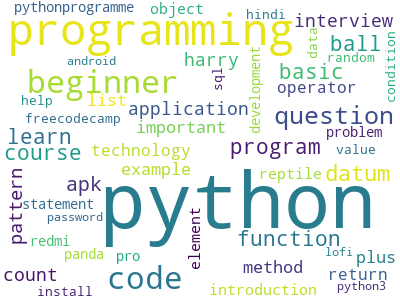 pythonprogramme object hindi interview
programming ball data random condition
android harry sql development basic
beginner operator
help list application question
freecodecamp important problem
learn program value
course technology
apk example reptile datum
pattern statement python
password element function plus
redmi panda pro lofi
count code method return
install introduction python3